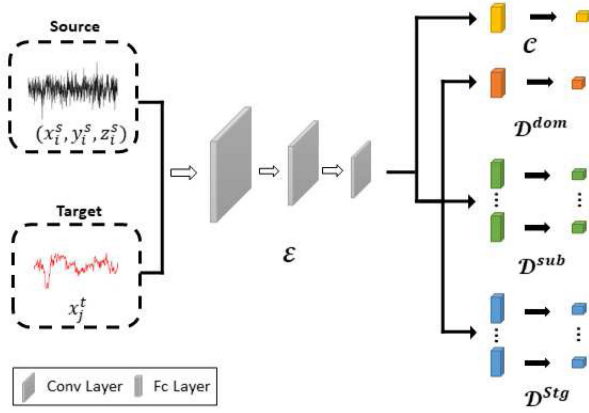 Source
(x_i^s, y_i^s, z_i^s)
Target
x_j^t
ℰ
𝒞
𝒟^dom
𝒟^sub
𝒟^Stg
Conv Layer
Fc Layer